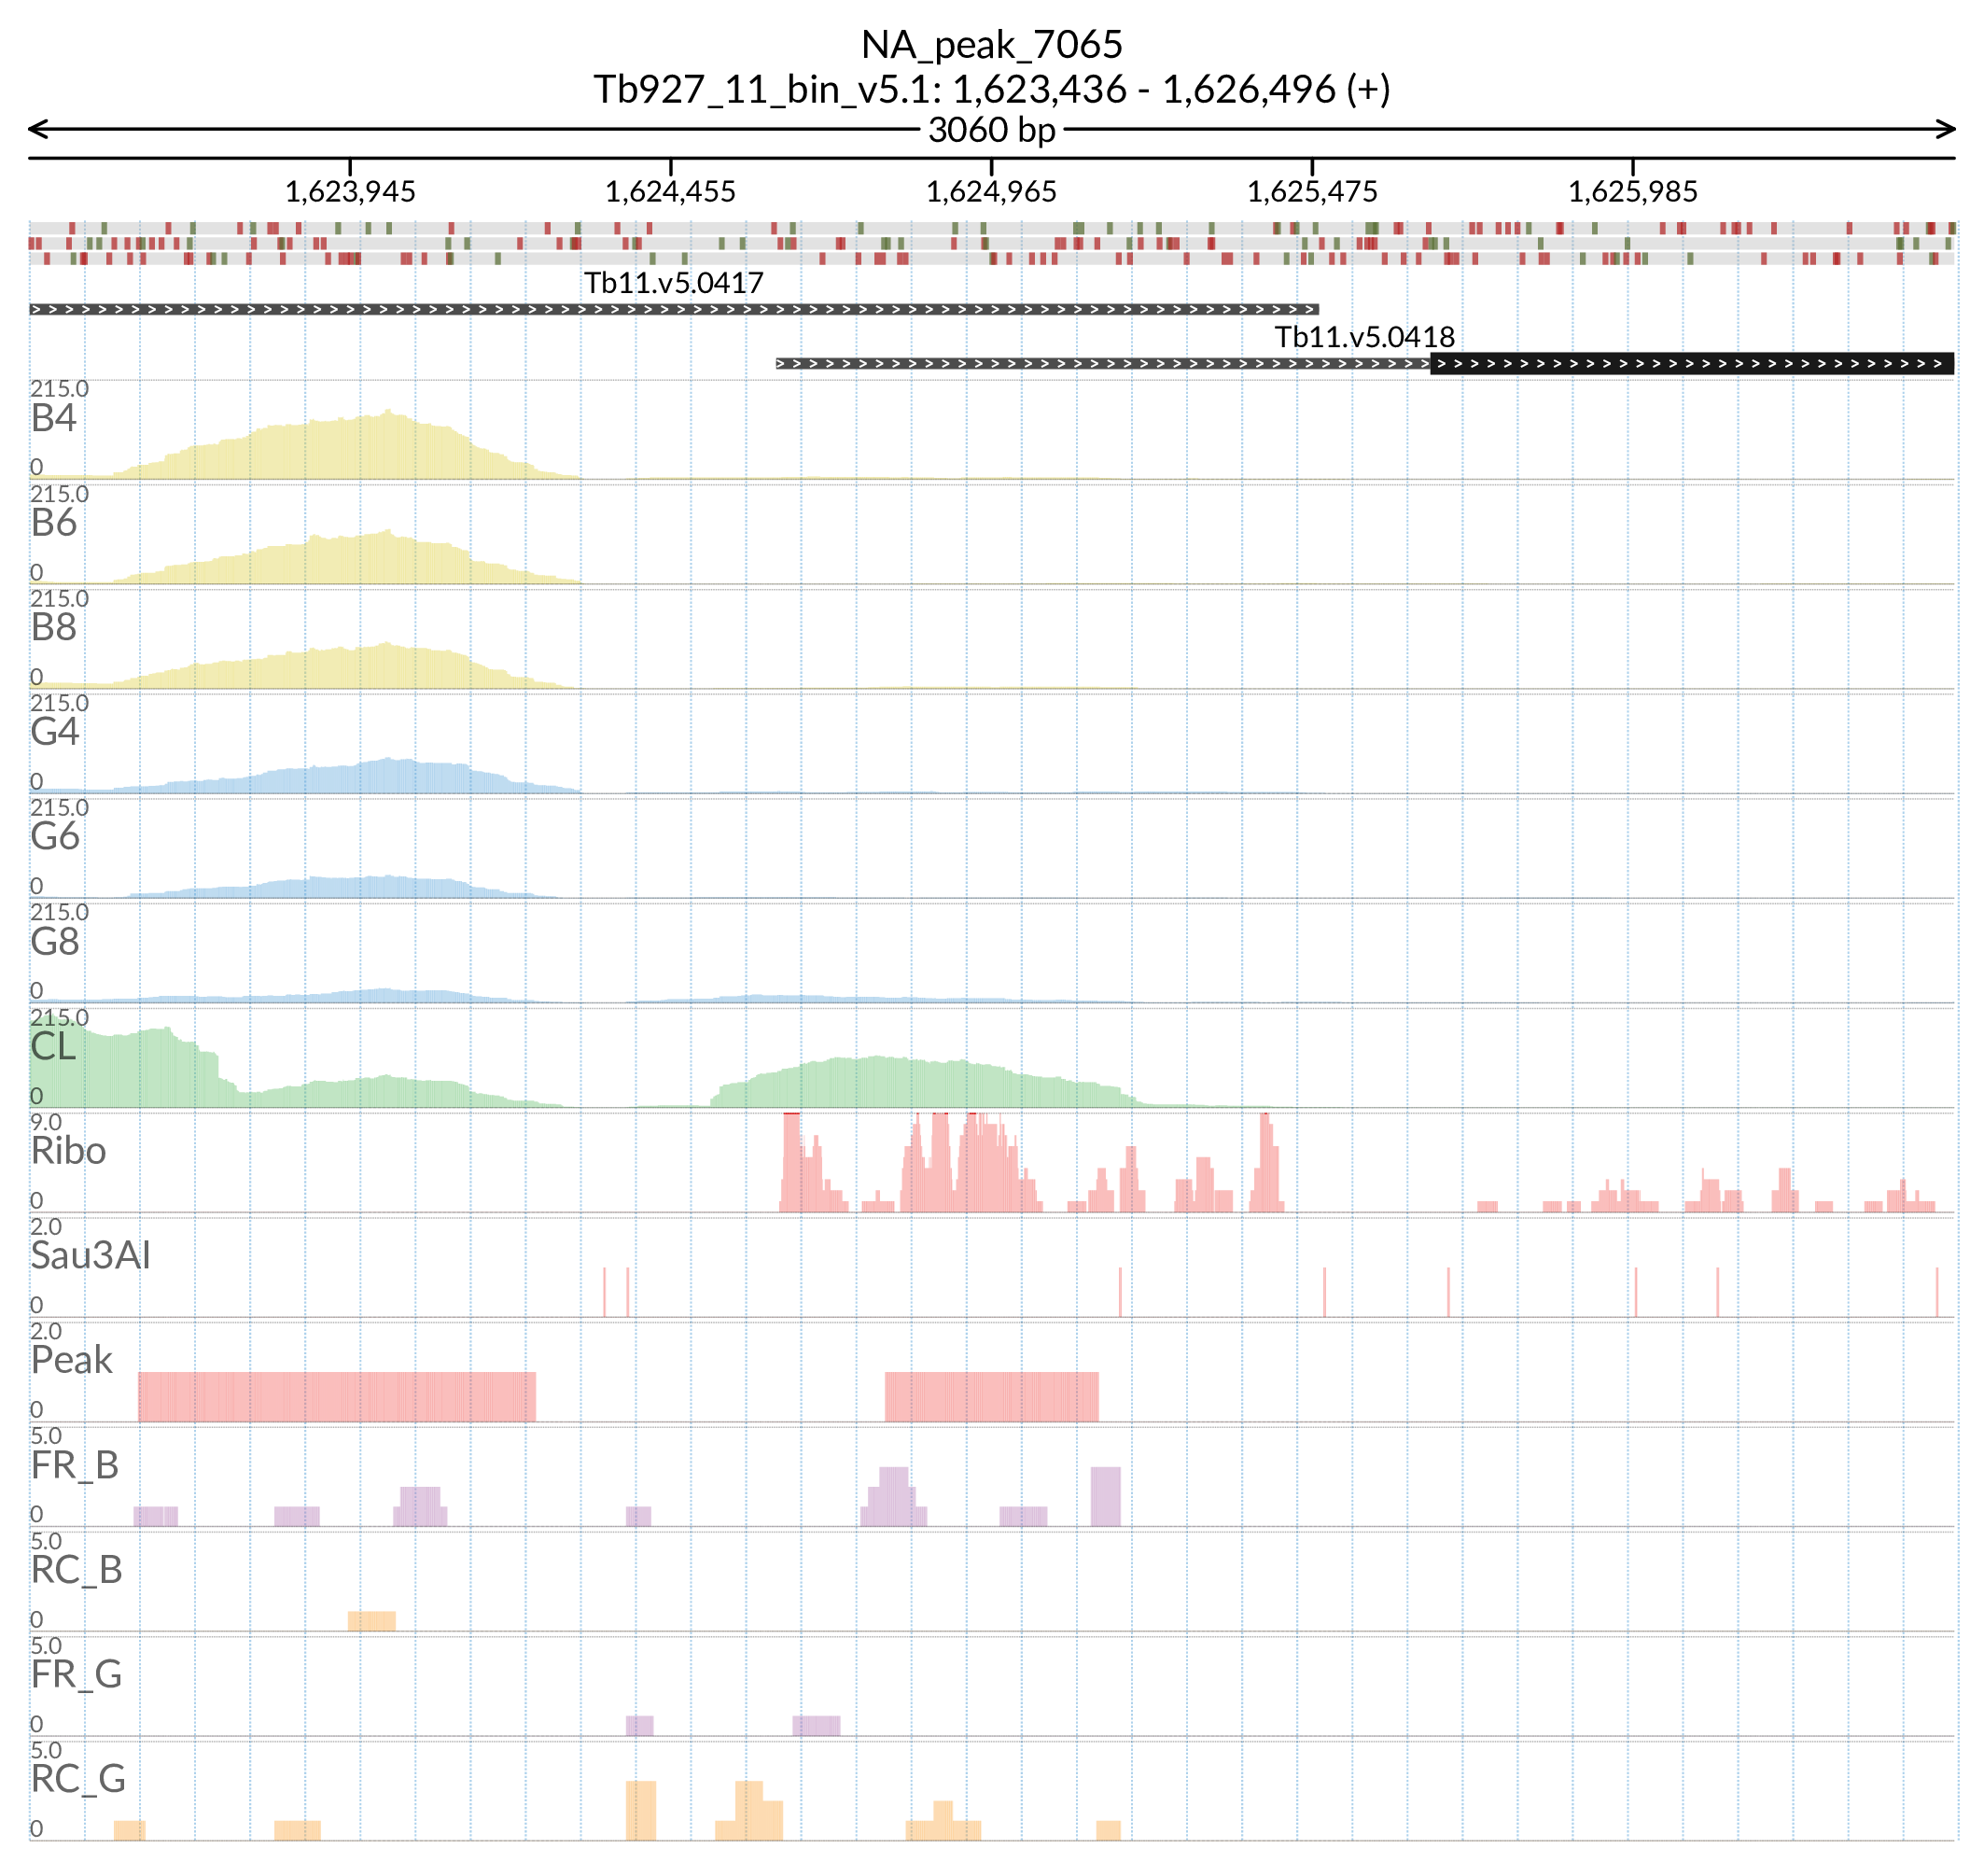 NA_peak_7065
Tb927_11_bin_v5.1: 1,623,436 - 1,626,496 (+)
3060 bp
1,623,945 1,624,455 1,624,965 1,625,475 1,625,985
Tb11.v5.0417
Tb11.v5.0418
215.0
B4
0
215.0
B6
0
215.0
B8
0
215.0
G4
0
215.0
G6
0
215.0
G8
0
215.0
CL
0
9.0
Ribo
0
2.0
Sau3AI
0
2.0
Peak
0
5.0
FR_B
0
5.0
RC_B
0
5.0
FR_G
0
5.0
RC_G
0